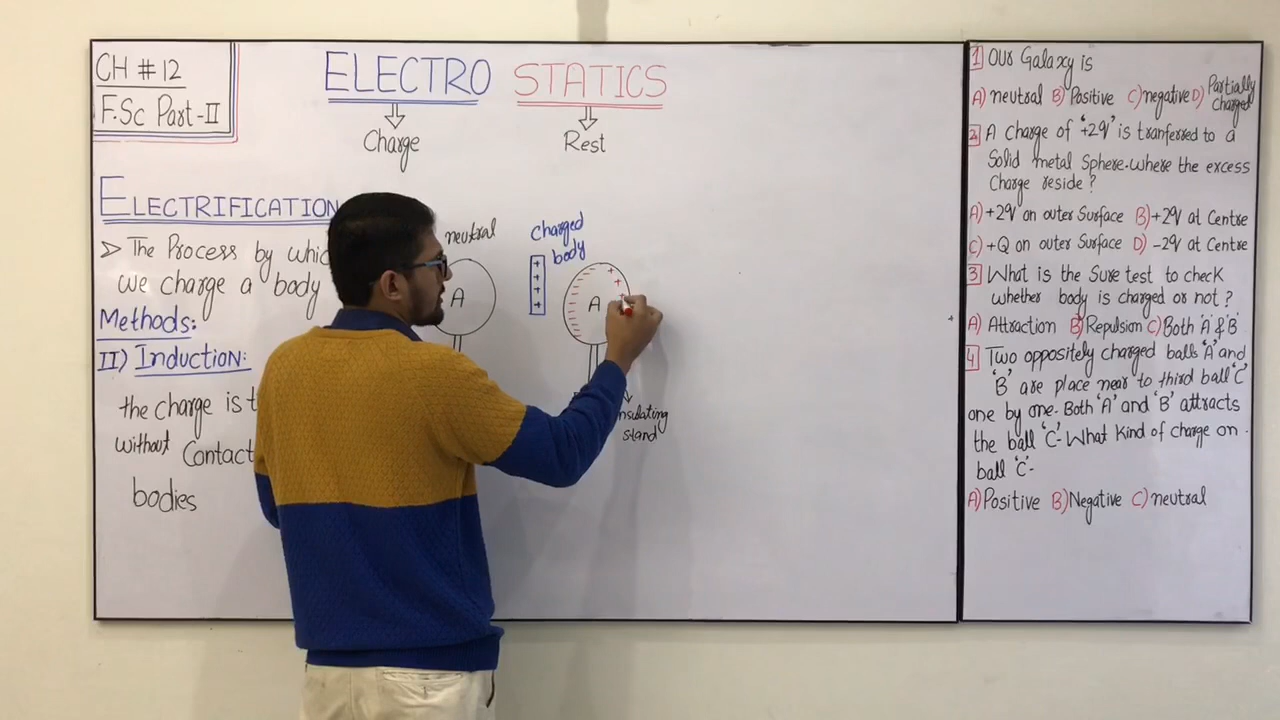 CH # 12
F.Sc Part-II
ELECTRO STATICS
Charge
Rest
ELECTRIFICATION
➢ The Process by
we charge a body
Methods:
II) Induction:
the charge is
without Contact
bodies
neutral
A
charged
body
+
+
+
+
A
stand
1 Our Galaxy is
A) neutral B) Positive C) negative D) Partially charged
2 A charge of '+2q' is tranferred to a
Solid metal Sphere. where the excess
Charge reside?
A) +2q on outer Surface B) +2q at Centre
C) +Q on outer Surface D) -2q at Centre
3 What is the Sure test to check
whether body is charged or not?
A) Attraction B) Repulsion C) Both 'A' & 'B'
4 Two oppositely charged balls 'A' and
'B' are place near to third ball 'C'
one by one. Both 'A' and 'B' attracts
the ball 'C'- What Kind of charge on
ball 'C'-
A) Positive B) Negative C) neutral